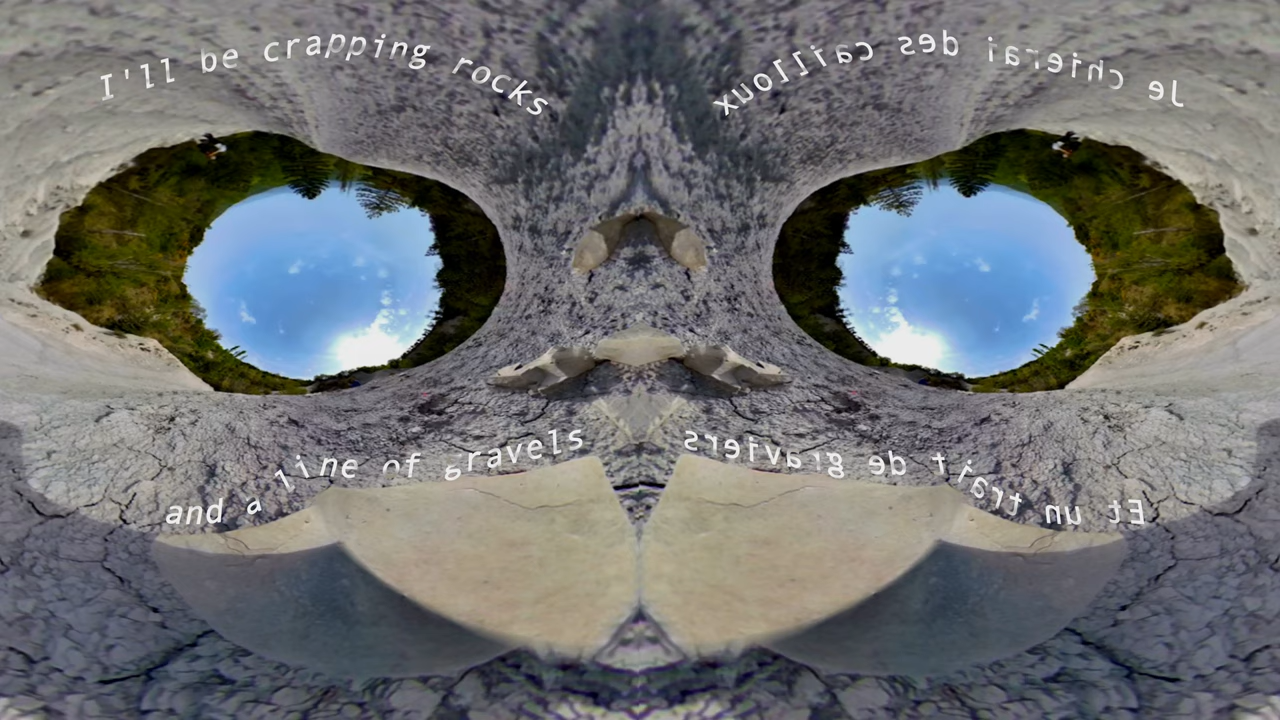 I'll be crapping rocks
Je chierai des cailloux
and a line of gravels
Et un trait de graviers